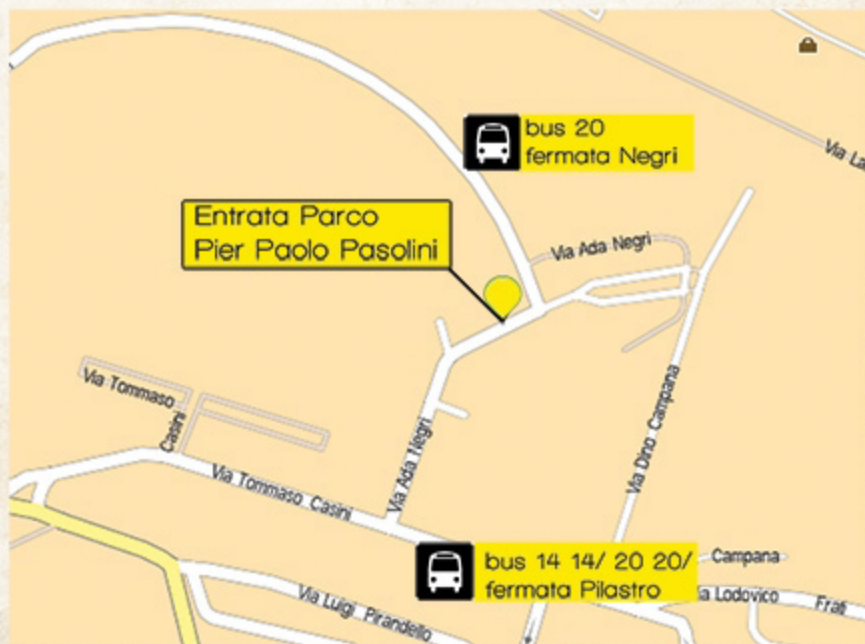 bus 20
fermata Negri
Via La
Entrata Parco
Pier Paolo Pasolini
Via Ada Negri
Via Tommaso
Casini
Via Dino Campana
Via Ada Negri
Via Tommaso Casini
bus 14 14/ 20 20/
fermata Pilastro
Campana
ia Lodovico
Frati
Via Luigi Pirandello